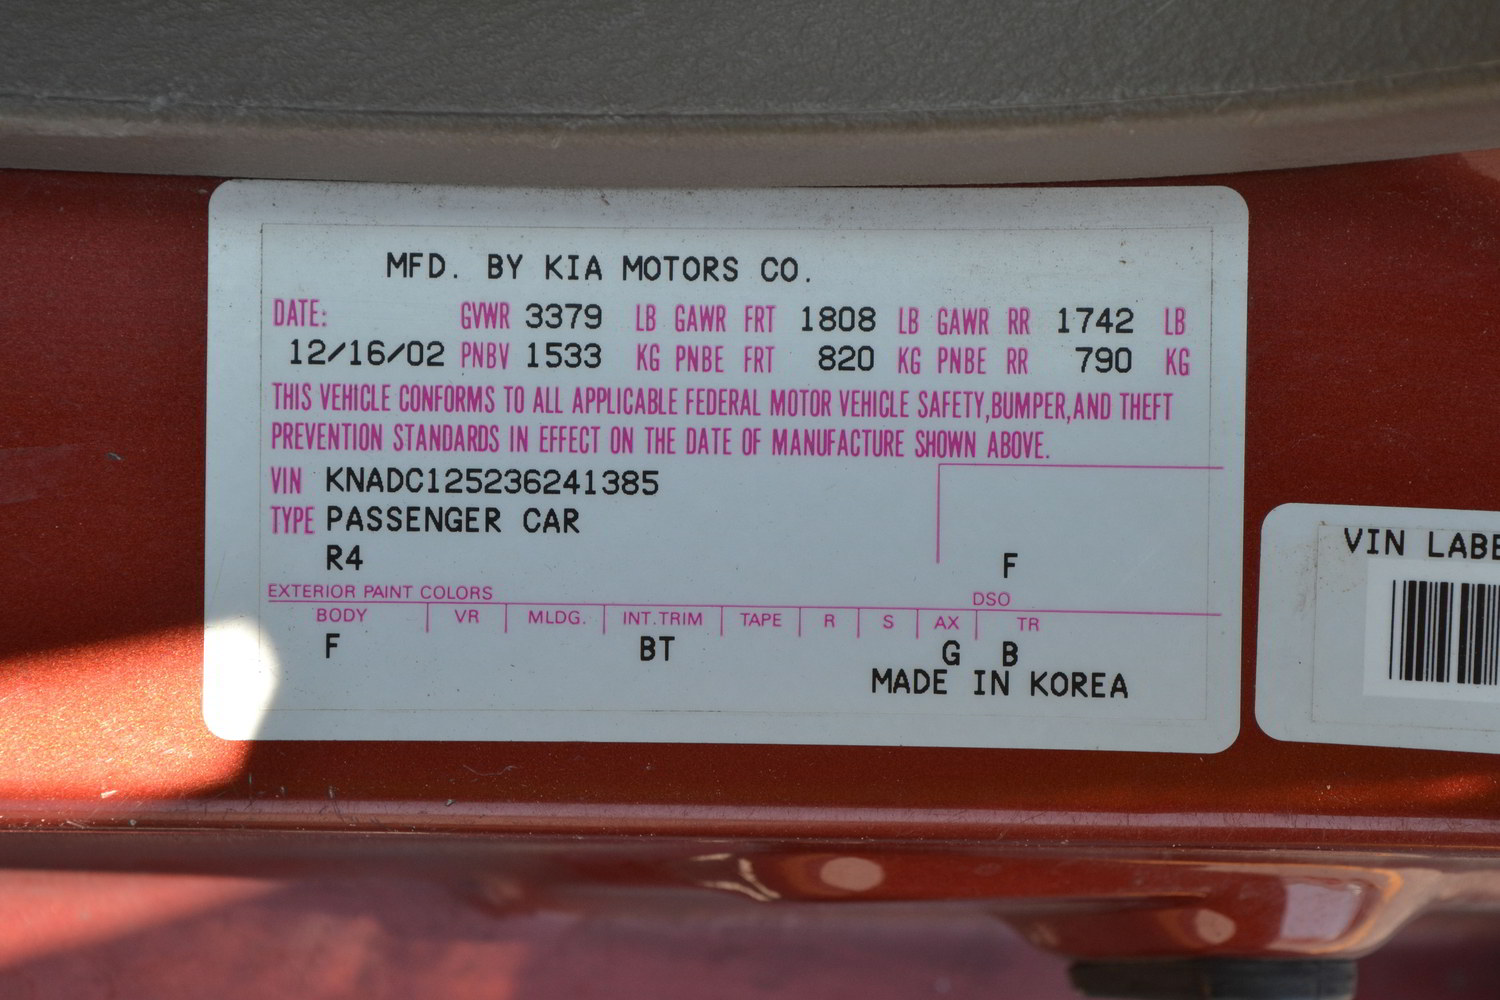 MFD. BY KIA MOTORS CO.
DATE: GVWR 3379 LB GAWR FRT 1808 LB GAWR RR 1742 LB
12/16/02 PNBV 1533 KG PNBE FRT 820 KG PNBE RR 790 KG
THIS VEHICLE CONFORMS TO ALL APPLICABLE FEDERAL MOTOR VEHICLE SAFETY,BUMPER,AND THEFT
PREVENTION STANDARDS IN EFFECT ON THE DATE OF MANUFACTURE SHOWN ABOVE.
VIN KNADC125236241385
TYPE PASSENGER CAR
R4
F
EXTERIOR PAINT COLORS
DSO
BODY VR MLDG. INT.TRIM TAPE R S AX TR
F BT G B
MADE IN KOREA
VIN LABE